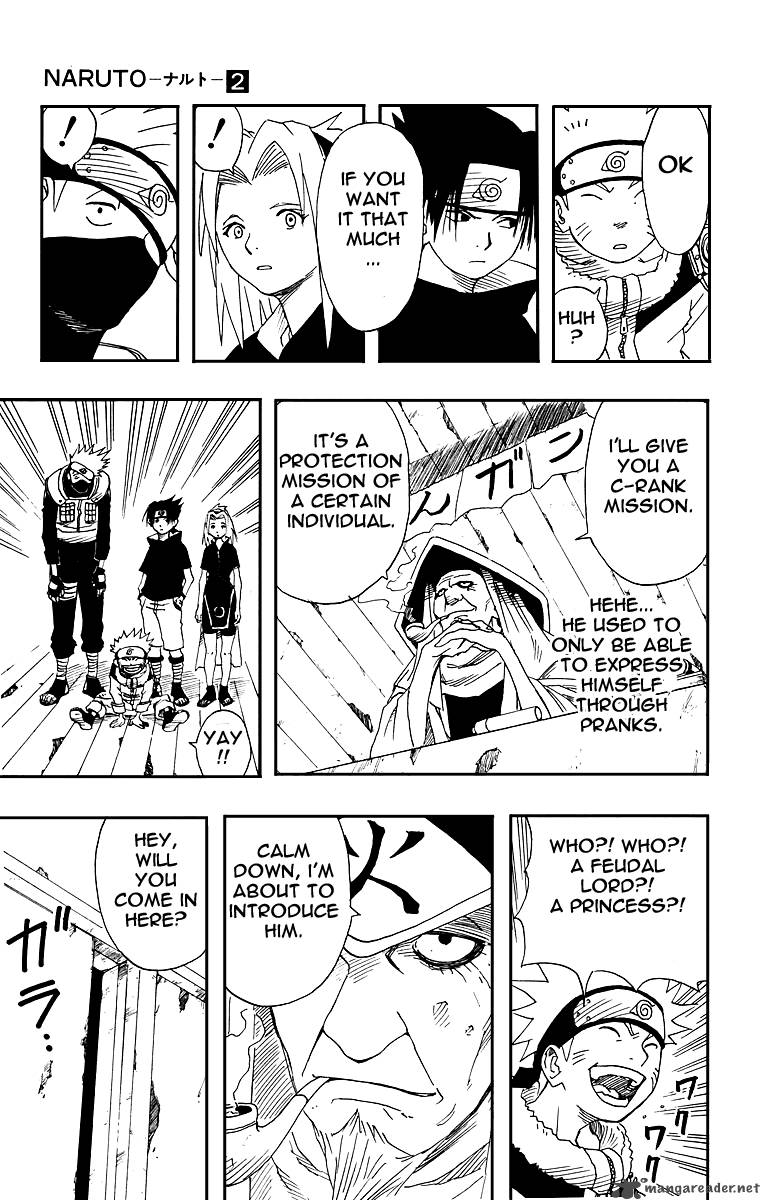 NARUTO—ナルト—2
OK
HUH
?
IF YOU
WANT
IT THAT
MUCH
...
!
!
I'LL GIVE
YOU A
C-RANK
MISSION.
IT'S A
PROTECTION
MISSION OF
A CERTAIN
INDIVIDUAL.
HEHE...
HE USED TO
ONLY BE ABLE
TO EXPRESS
HIMSELF
THROUGH
PRANKS.
YAY
!!
WHO?! WHO?!
A FEUDAL
LORD?!
A PRINCESS?!
ワク
ワク
CALM
DOWN, I'M
ABOUT TO
INTRODUCE
HIM.
火
HEY,
WILL
YOU
COME IN
HERE?
ガラ
mangareader.net